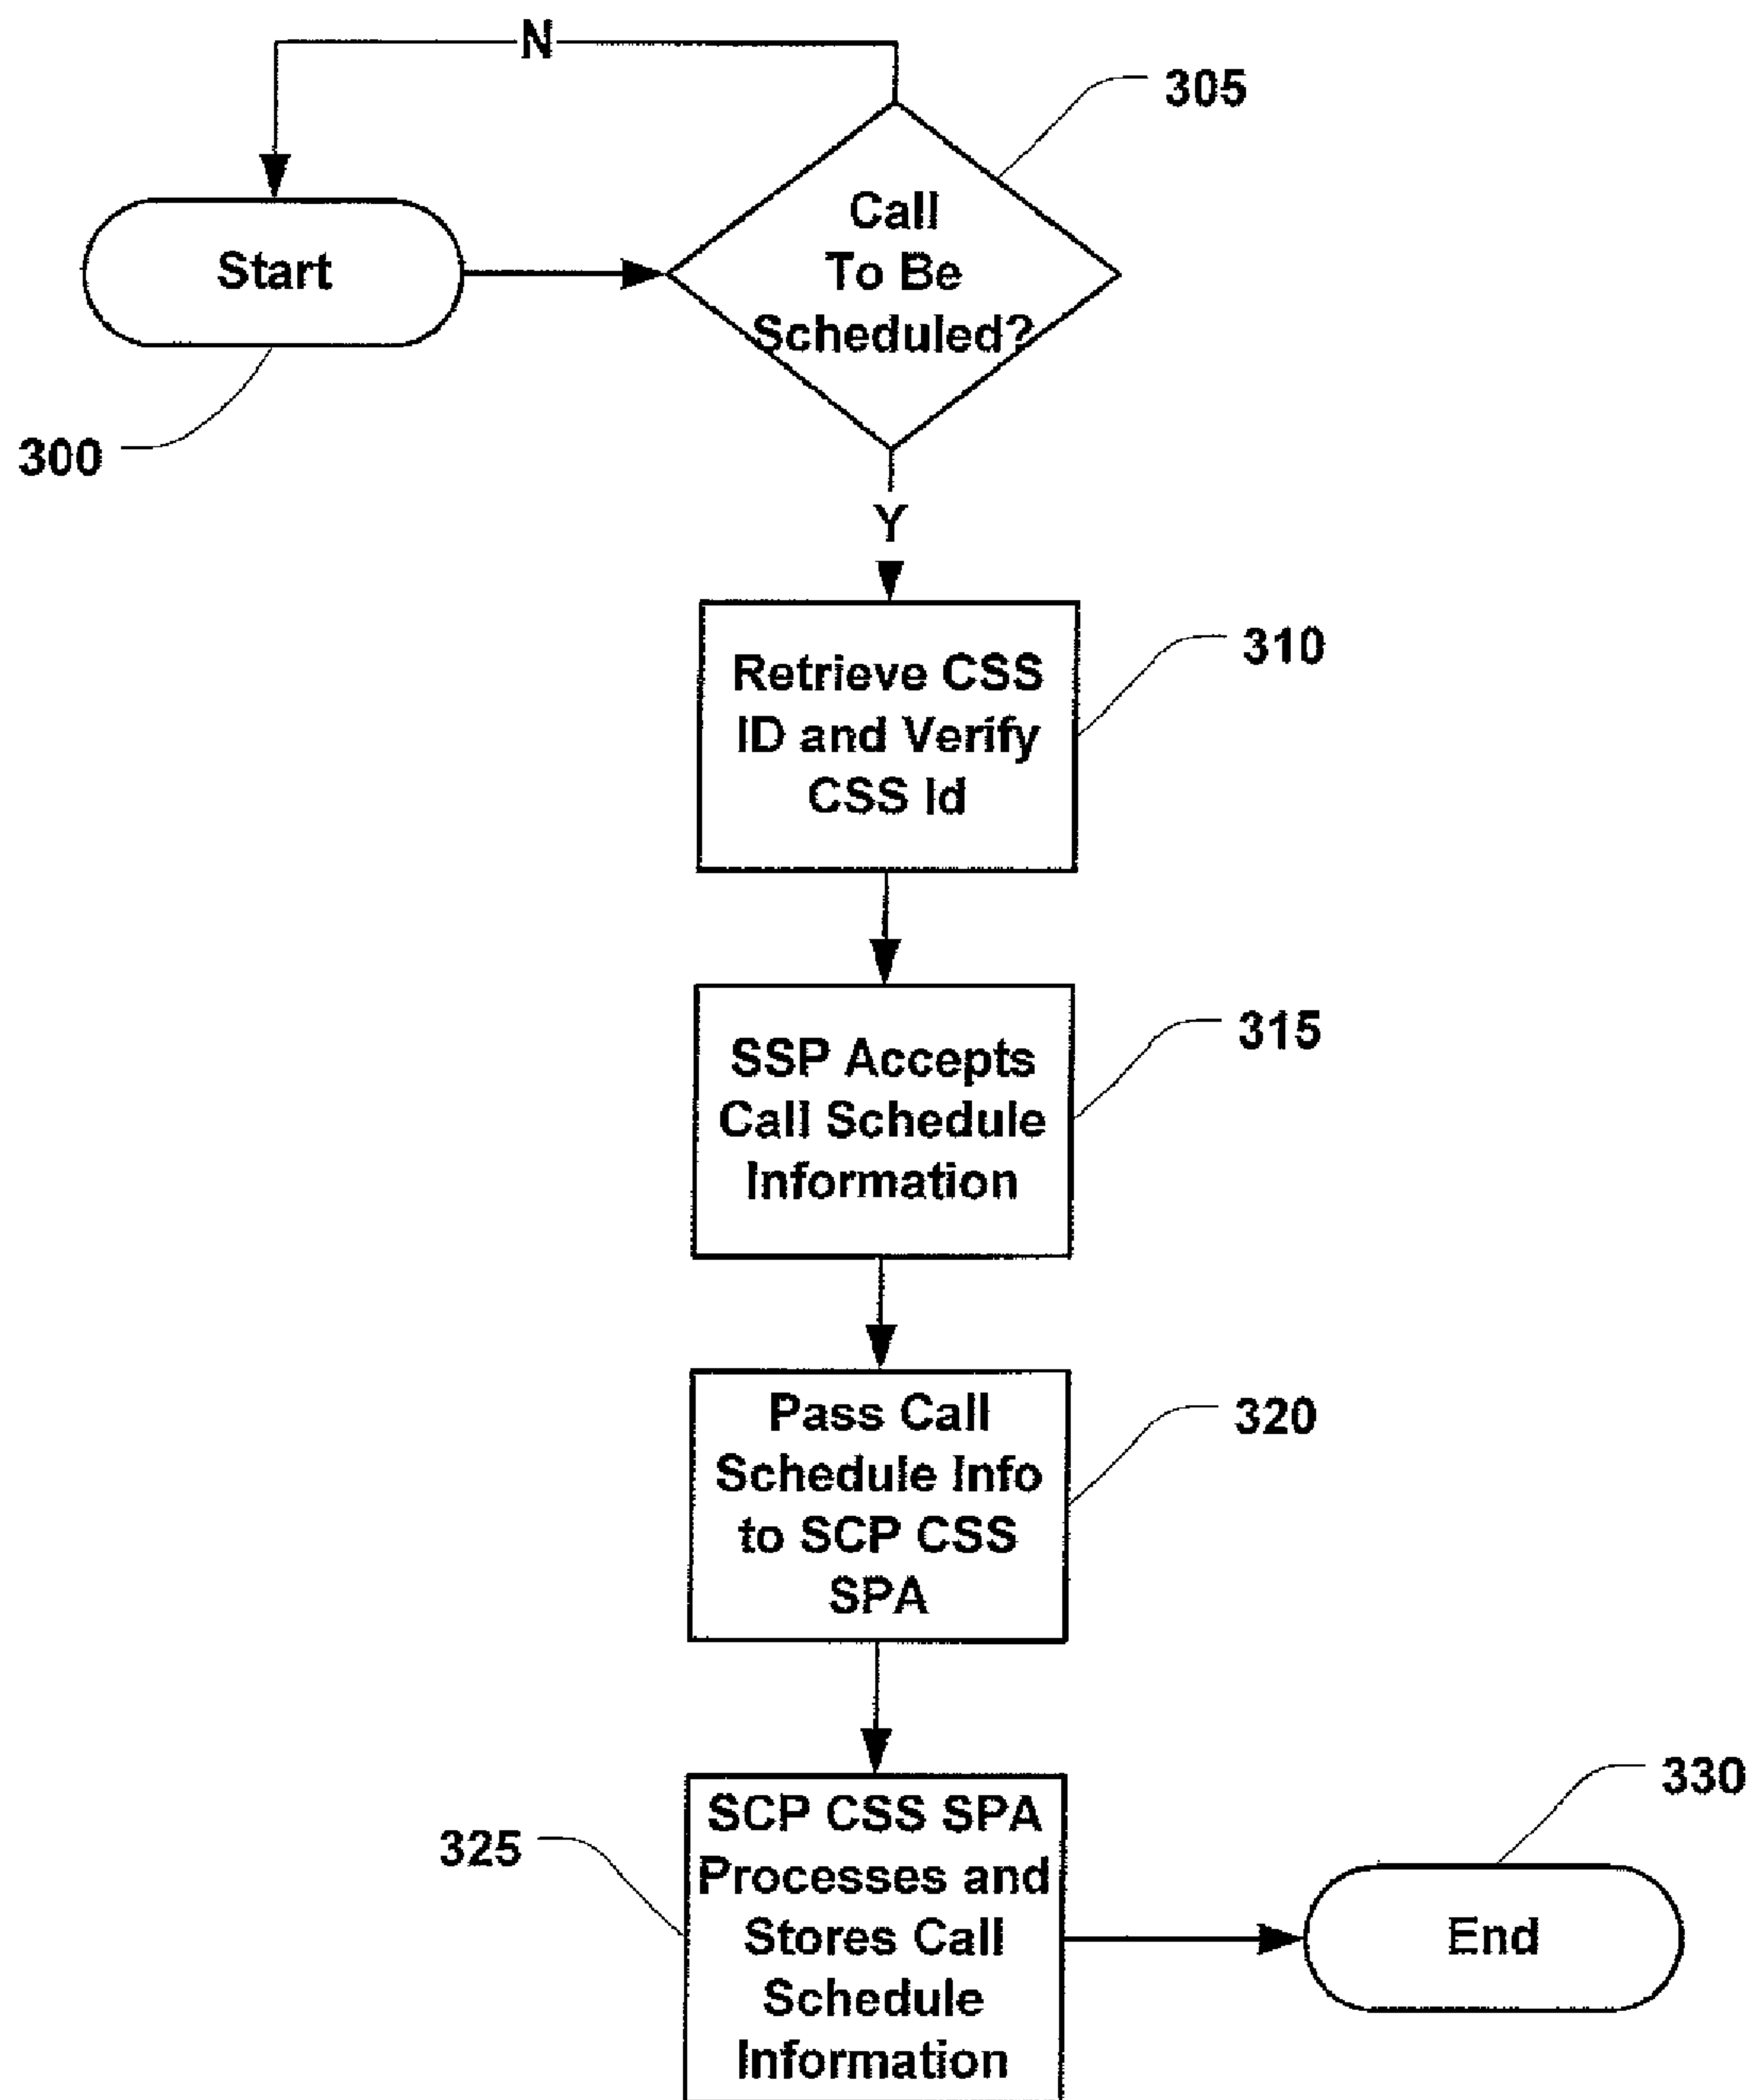 N
305
Call
To Be
Scheduled?
Start
300
Y
310
Retrieve CSS
ID and Verify
CSS Id
315
SSP Accepts
Call Schedule
Information
320
Pass Call
Schedule Info
to SCP CSS
SPA
330
325
SCP CSS SPA
Processes and
Stores Call
Schedule
Information
End